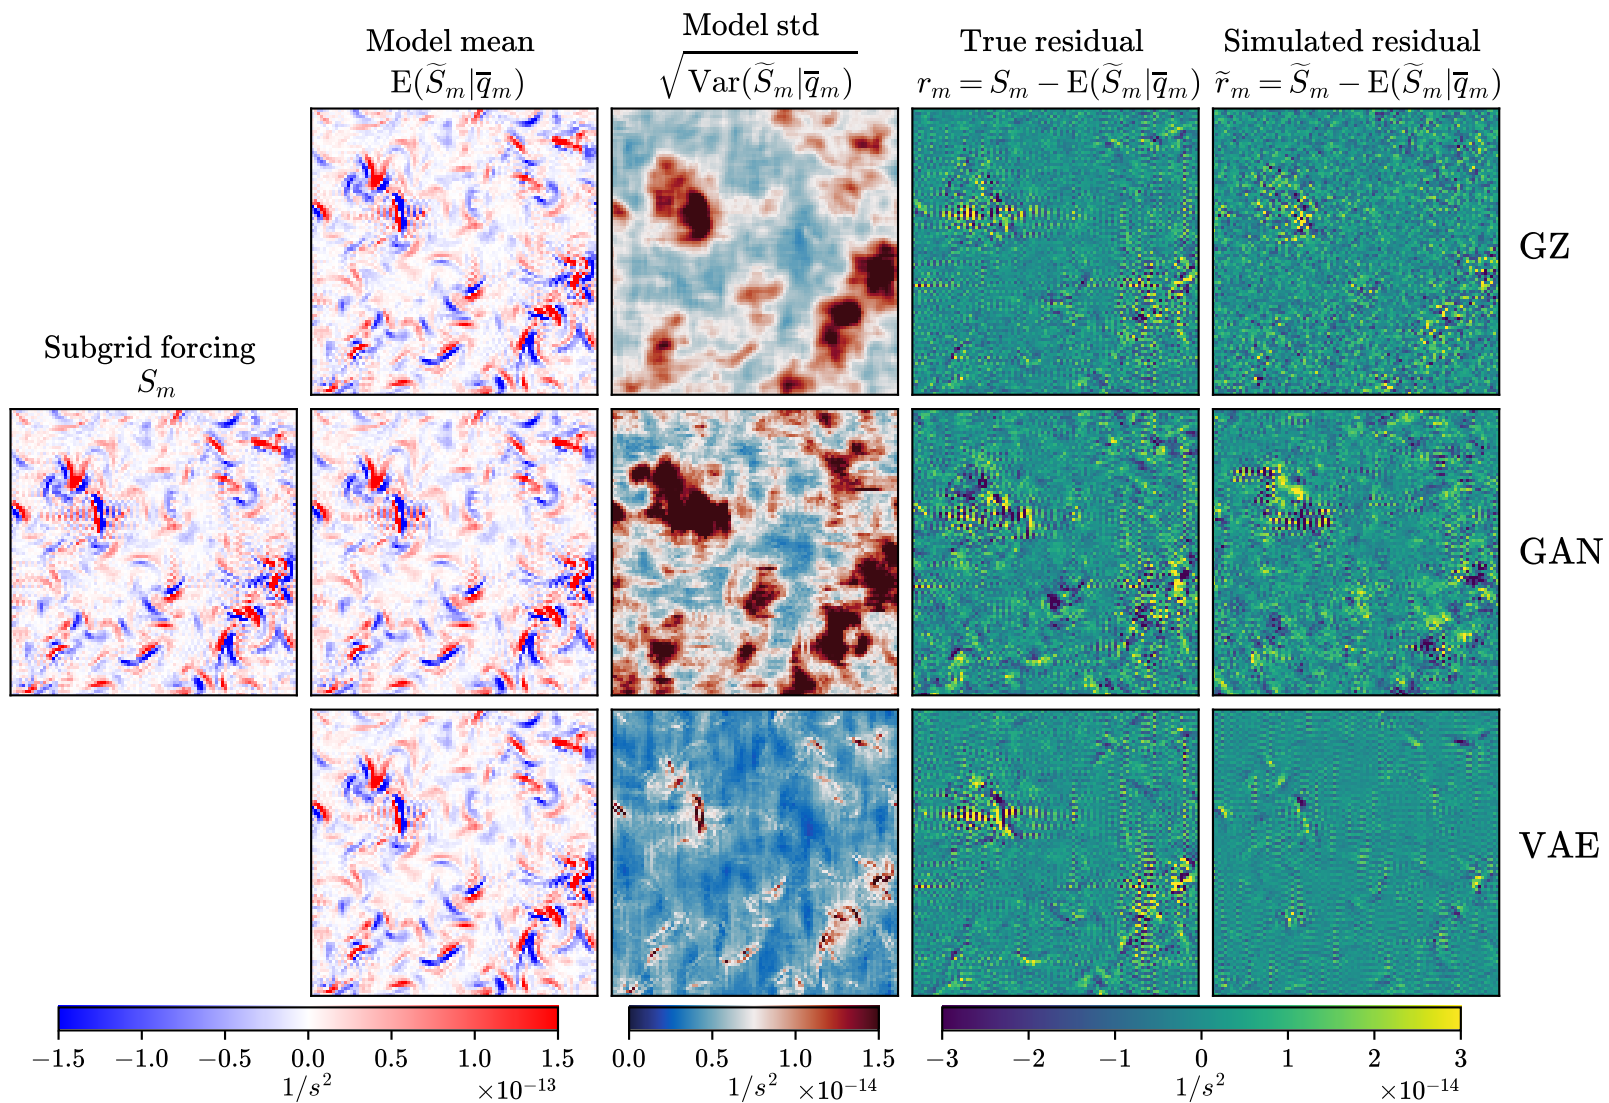 Model mean
E(S̃ₘ|q̄ₘ)
Model std
√Var(S̃ₘ|q̄ₘ)
True residual
rₘ = Sₘ − E(S̃ₘ|q̄ₘ)
Simulated residual
r̃ₘ = S̃ₘ − E(S̃ₘ|q̄ₘ)
GZ
Subgrid forcing
Sₘ
GAN
VAE
−1.5 −1.0 −0.5 0.0 0.5 1.0 1.5
1/s² ×10⁻¹³
0.0 0.5 1.0 1.5
1/s² ×10⁻¹⁴
−3 −2 −1 0 1 2 3
1/s² ×10⁻¹⁴